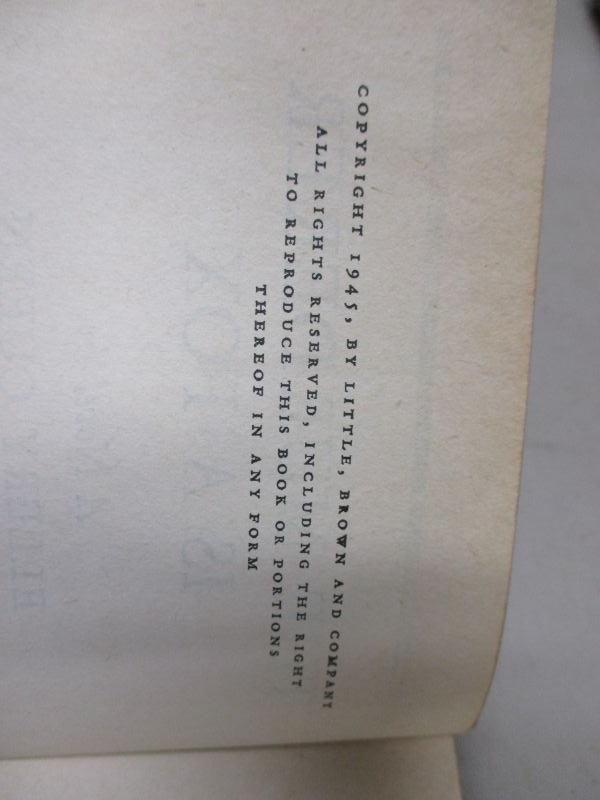 COPYRIGHT 1945, BY LITTLE, BROWN AND COMPANY
ALL RIGHTS RESERVED, INCLUDING THE RIGHT
TO REPRODUCE THIS BOOK OR PORTIONS
THEREOF IN ANY FORM